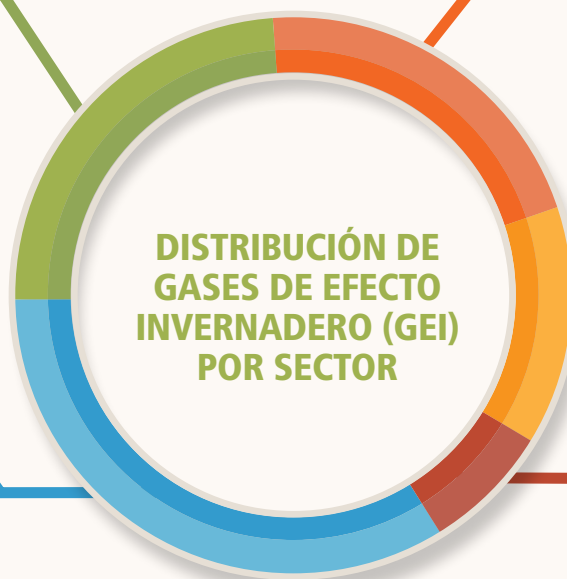 DISTRIBUCIÓN DE
GASES DE EFECTO
INVERNADERO (GEI)
POR SECTOR